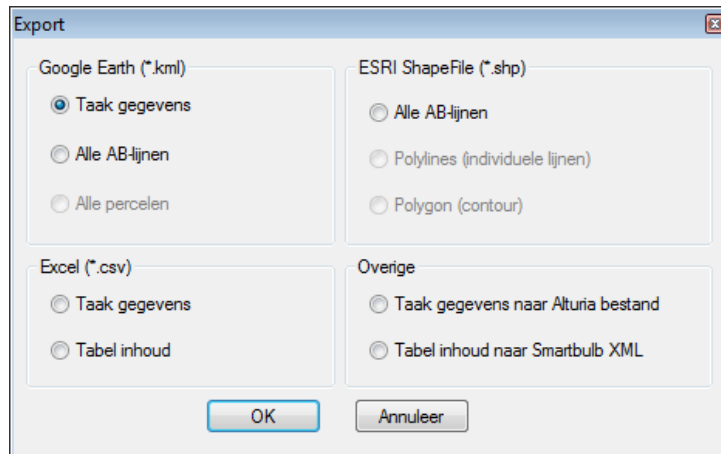 Export
Google Earth (*.kml)
Taak gegevens
Alle AB-lijnen
Alle percelen
ESRI ShapeFile (*.shp)
Alle AB-lijnen
Polylines (individuele lijnen)
Polygon (contour)
Excel (*.csv)
Taak gegevens
Tabel inhoud
Overige
Taak gegevens naar Alturia bestand
Tabel inhoud naar Smartbulb XML
OK
Annuleer